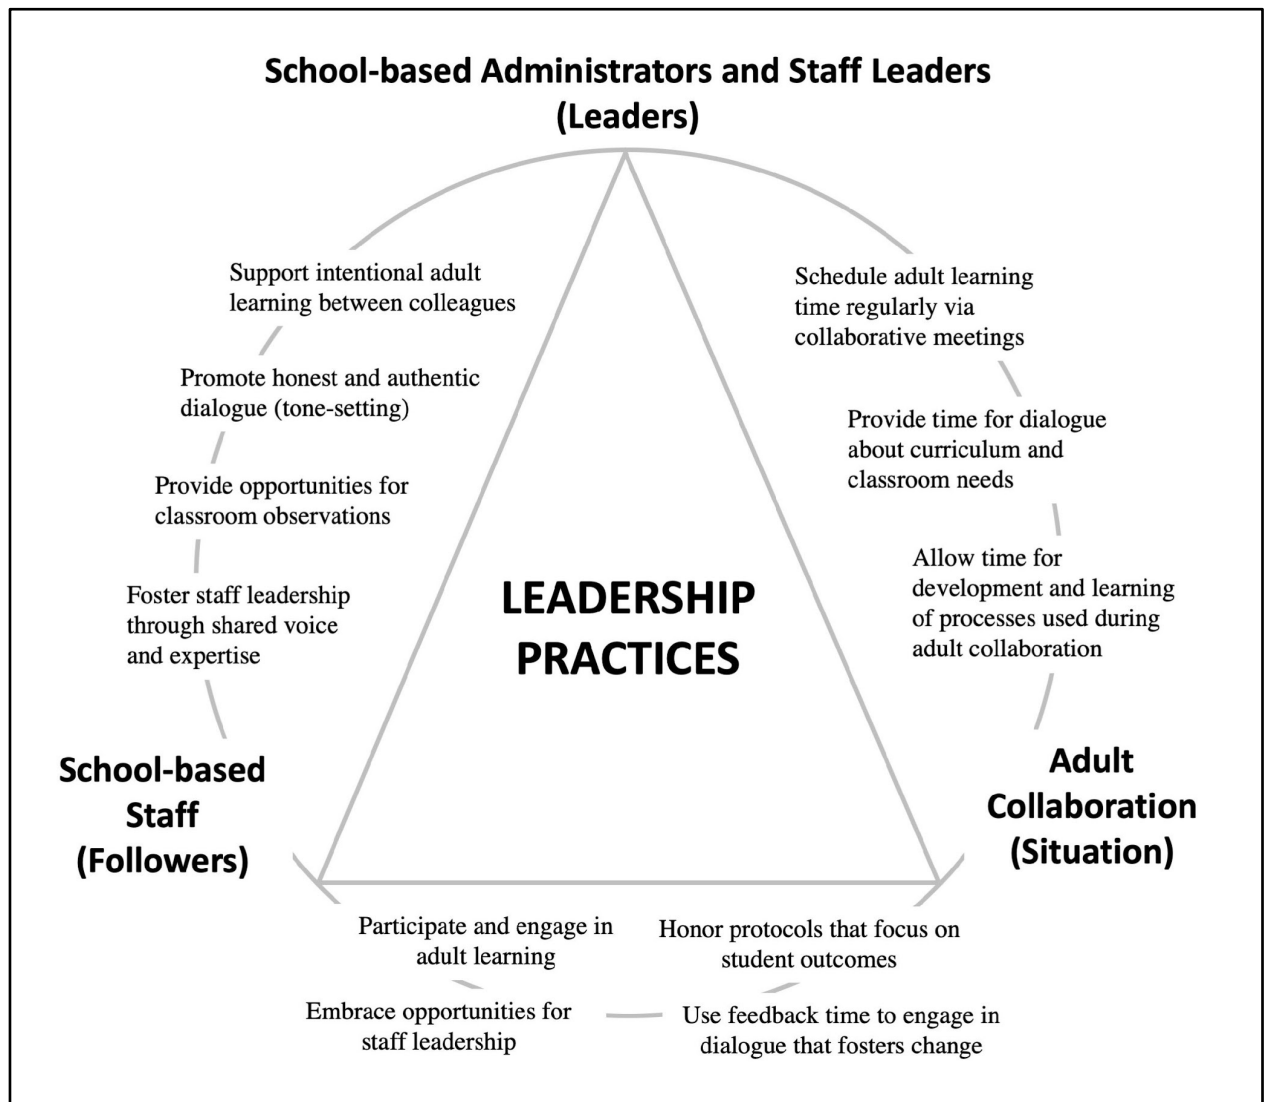 School-based Administrators and Staff Leaders
(Leaders)
Support intentional adult
learning between colleagues
Promote honest and authentic
dialogue (tone-setting)
Provide opportunities for
classroom observations
Foster staff leadership
through shared voice
and expertise
Schedule adult learning
time regularly via
collaborative meetings
Provide time for dialogue
about curriculum and
classroom needs
Allow time for
development and learning
of processes used during
adult collaboration
LEADERSHIP
PRACTICES
School-based
Staff
(Followers)
Adult
Collaboration
(Situation)
Participate and engage in
adult learning
Embrace opportunities for
staff leadership
Honor protocols that focus on
student outcomes
Use feedback time to engage in
dialogue that fosters change